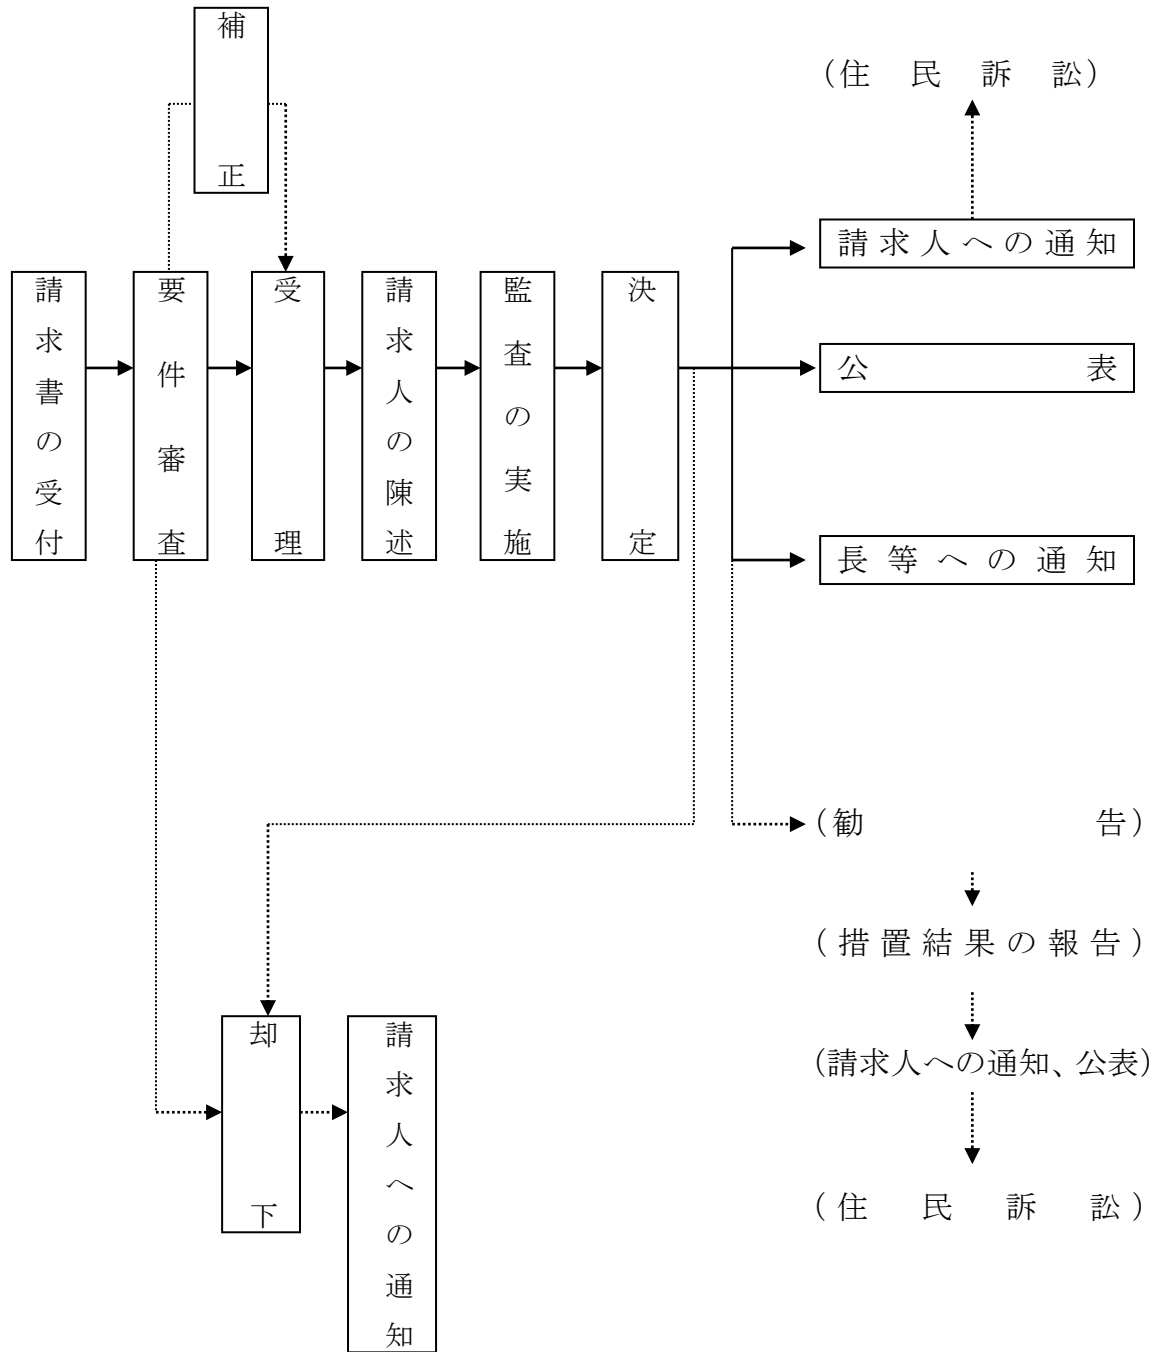 補正
(住民訴訟)
請求人への通知
請求書の受付
要件審査
受理
請求人の陳述
監査の実施
決定
公表
長等への通知
(勧告)
(措置結果の報告)
(請求人への通知、公表)
(住民訴訟)
却下
請求人への通知